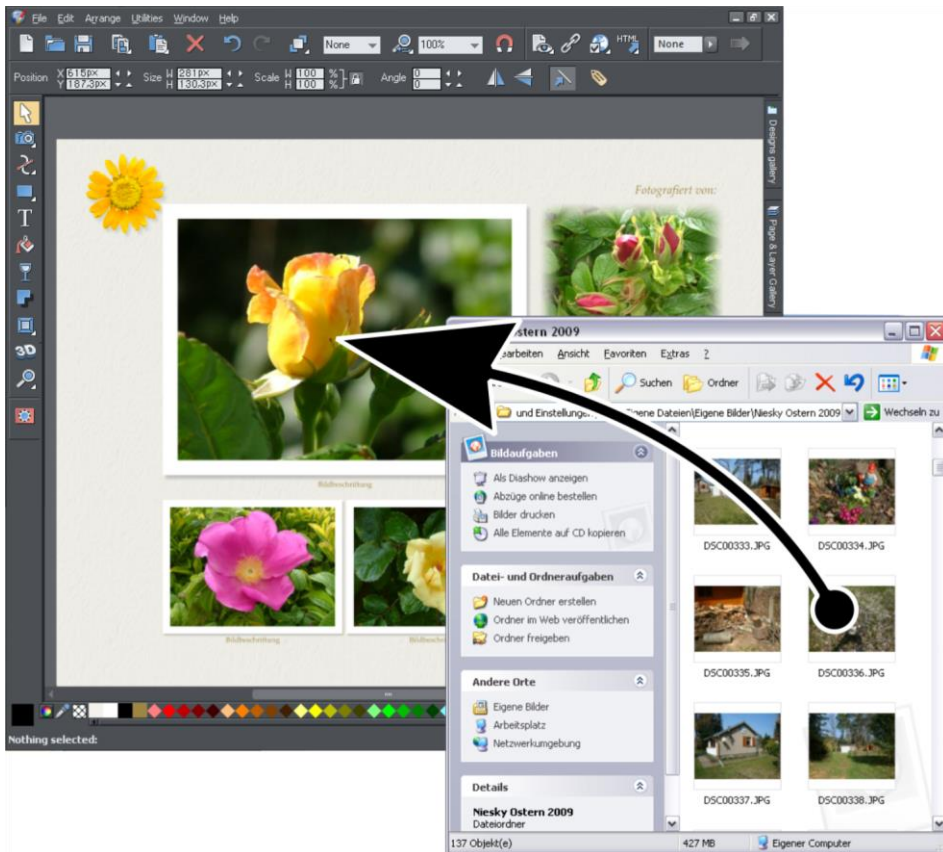 File Edit Arrange Utilities Window Help
None 100% HTML None
Position X 615px Y 187,3px Size W 281px H 130,3px Scale W 100 % H 100 % Angle 0 0
Designs gallery
Page & Layer Gallery
T
3D
Fotografiert von:
Bildbeschriftung
Bildbeschriftung
Nothing selected:
Ostern 2009
Ansicht Favoriten Extras ?
Suchen Ordner
und Einstellungen Eigene Dateien\Eigene Bilder\Niesky Ostern 2009 Wechseln zu
Bildaufgaben
Als Diashow anzeigen
Abzüge online bestellen
Bilder drucken
Alle Elemente auf CD kopieren
Datei- und Ordneraufgaben
Neuen Ordner erstellen
Ordner im Web veröffentlichen
Ordner freigeben
Andere Orte
Eigene Bilder
Arbeitsplatz
Netzwerkumgebung
Details
Niesky Ostern 2009
Dateiordner
DSC00333.JPG DSC00334.JPG
DSC00335.JPG DSC00336.JPG
DSC00337.JPG DSC00338.JPG
137 Objekt(e) 427 MB Eigener Computer